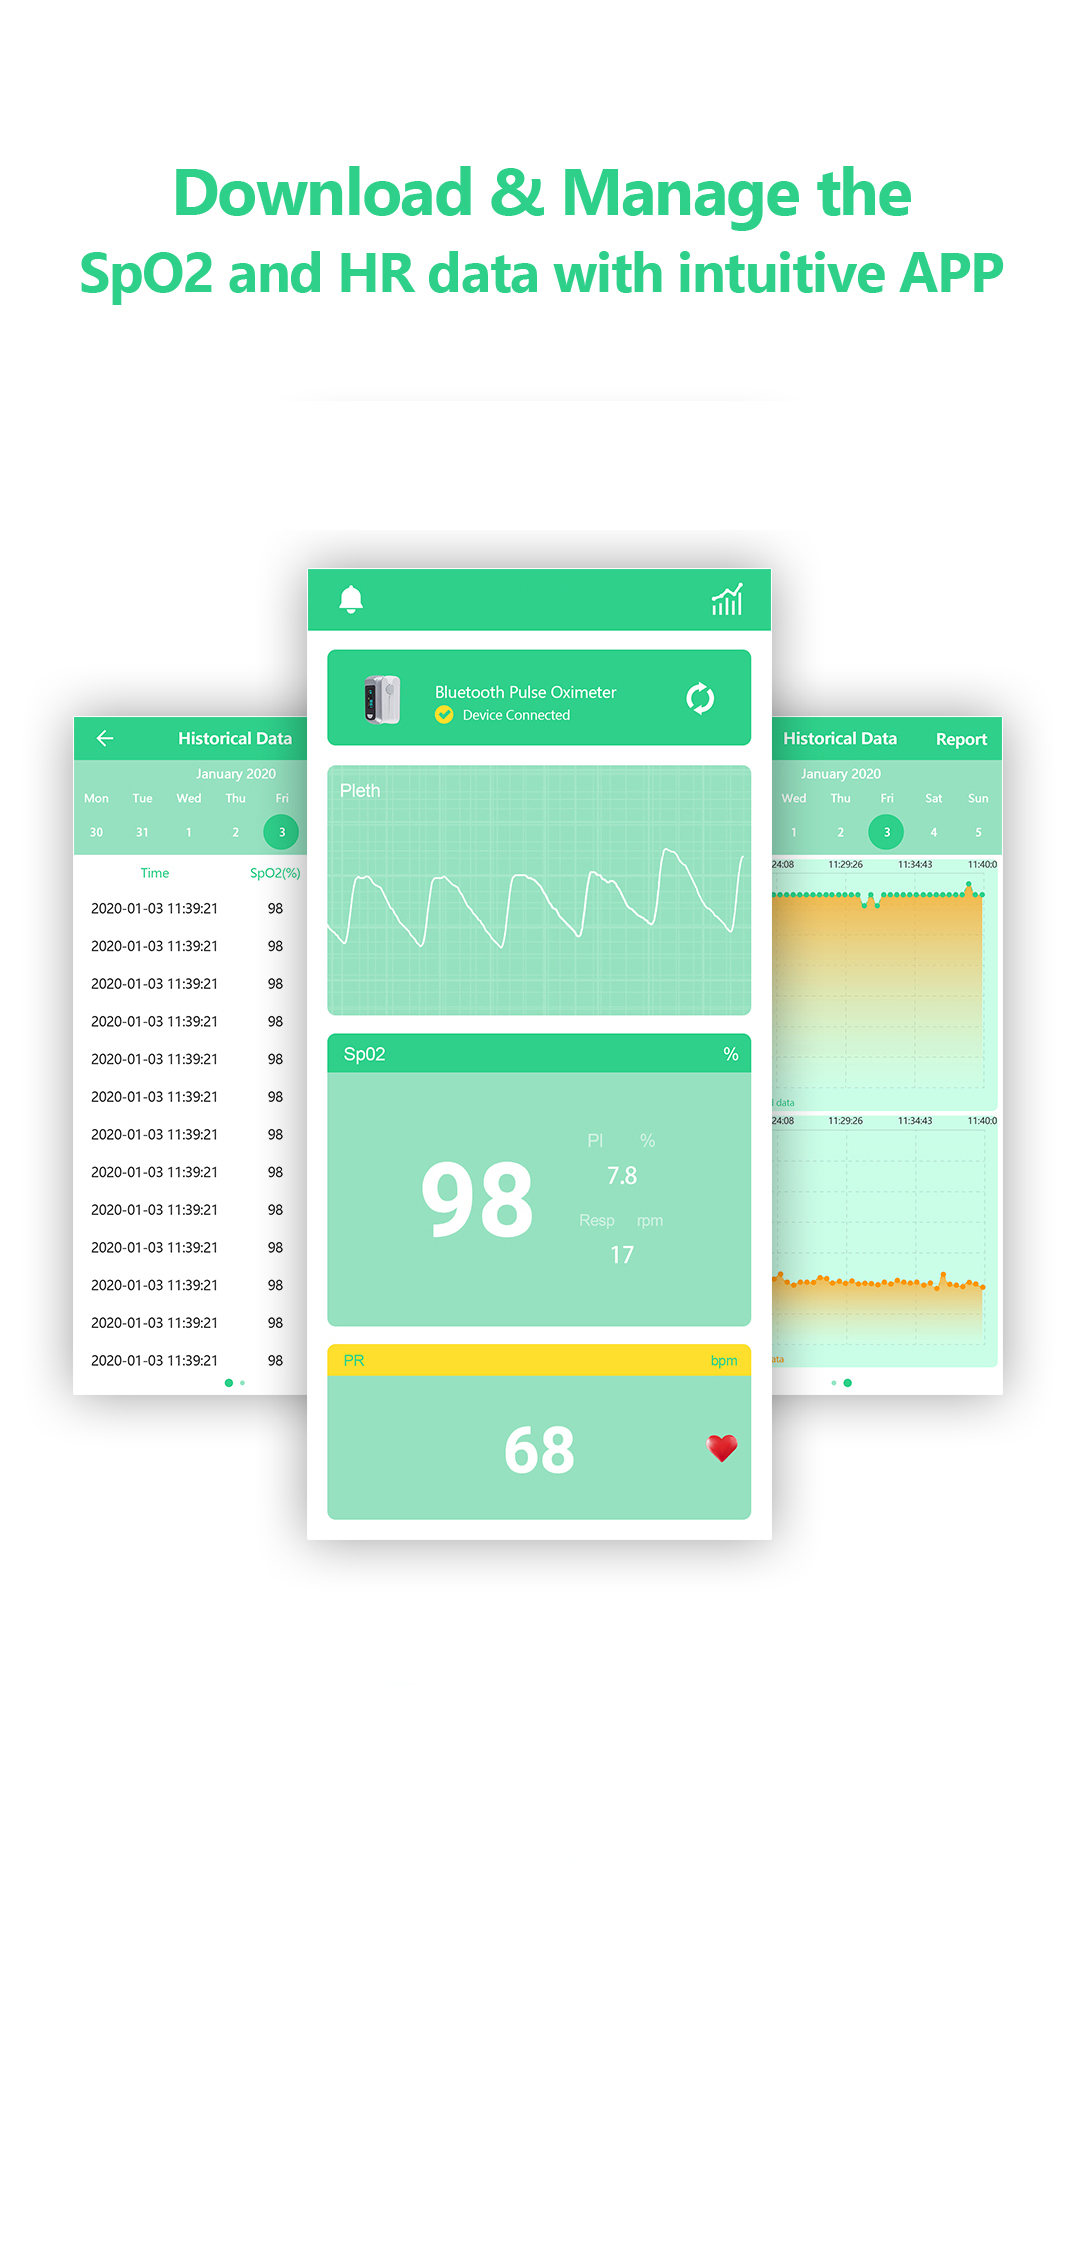 Download & Manage the
SpO2 and HR data with intuitive APP
Bluetooth Pulse Oximeter
Device Connected
Pleth
Sp02 %
PI %
98
7.8
Resp rpm
17
PR bpm
68
Historical Data
January 2020
Mon Tue Wed Thu Fri
30 31 1 2 3
Time SpO2(%)
2020-01-03 11:39:21 98
2020-01-03 11:39:21 98
2020-01-03 11:39:21 98
2020-01-03 11:39:21 98
2020-01-03 11:39:21 98
2020-01-03 11:39:21 98
2020-01-03 11:39:21 98
2020-01-03 11:39:21 98
2020-01-03 11:39:21 98
2020-01-03 11:39:21 98
2020-01-03 11:39:21 98
2020-01-03 11:39:21 98
2020-01-03 11:39:21 98
Historical Data Report
January 2020
Wed Thu Fri Sat Sun
1 2 3 4 5
24:08 11:29:26 11:34:43 11:40:0
data
24:08 11:29:26 11:34:43 11:40:0
ata